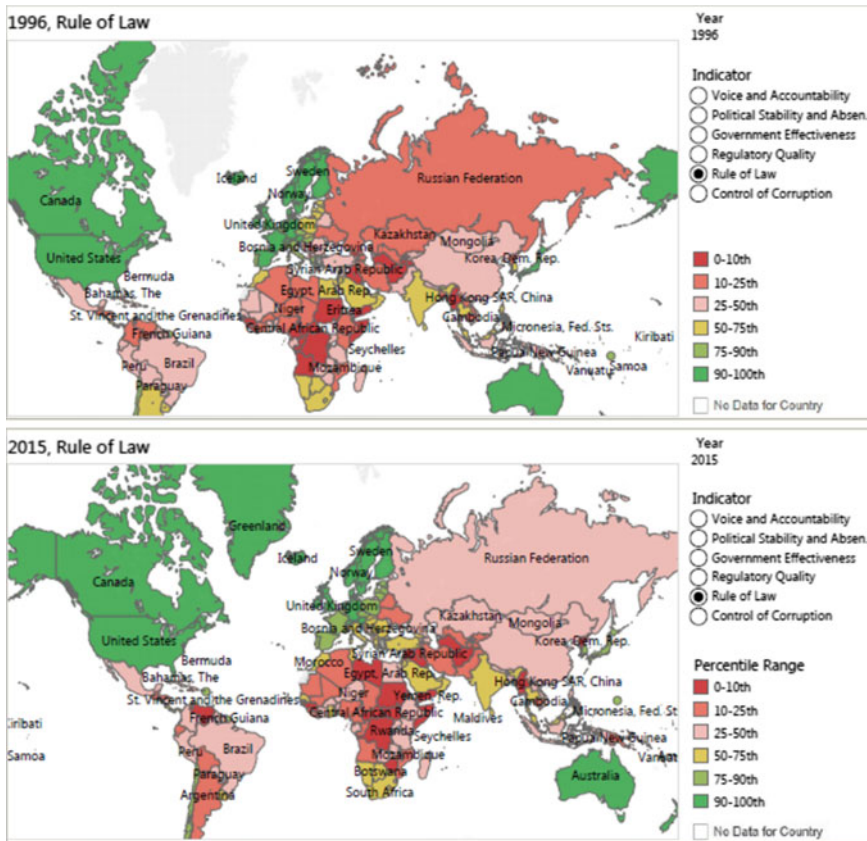 1996, Rule of Law
Year
1996
Indicator
Voice and Accountability
Political Stability and Absen.
Government Effectiveness
Regulatory Quality
Rule of Law
Control of Corruption
Sweden
Iceland
Norway
Russian Federation
Canada
United Kingdom
Kazakhstan
Mongolia
Bosnia and Herzegovina
United States
Korea, Dem. Rep.
Syrian Arab Republic
Bermuda
Bahamas, The
Egypt, Arab Rep.
Hong Kong SAR, China
Niger
Eritrea
St. Vincent and the Grenadines
Cambodia
French Guiana
Central African Republic
Micronesia, Fed. Sts.
Kiribati
Seychelles
Brazil
Peru
Mozambique
Papua New Guinea
Samoa
Vanuatu
Paraguay
0-10th
10-25th
25-50th
50-75th
75-90th
90-100th
No Data for Country
2015, Rule of Law
Year
2015
Indicator
Voice and Accountability
Political Stability and Absen.
Government Effectiveness
Regulatory Quality
Rule of Law
Control of Corruption
Greenland
Sweden
Iceland
Russian Federation
Norway
Canada
United Kingdom
Kazakhstan
Mongolia
Bosnia and Herzegovina
United States
Korea, Dem. Rep.
Syrian Arab Republic
Bermuda
Morocco
Bahamas, The
Egypt, Arab Rep.
Hong Kong SAR, China
Niger
Yemen, Rep.
St. Vincent and the Grenadines
Cambodia
French Guiana
Central African Republic
Maldives
Micronesia, Fed. St
Kiribati
Rwanda
Seychelles
Papua New Guinea
Peru
Brazil
Samoa
Mozambique
Paraguay
Botswana
Australia
Argentina
South Africa
Percentile Range
0-10th
10-25th
25-50th
50-75th
75-90th
90-100th
No Data for Country